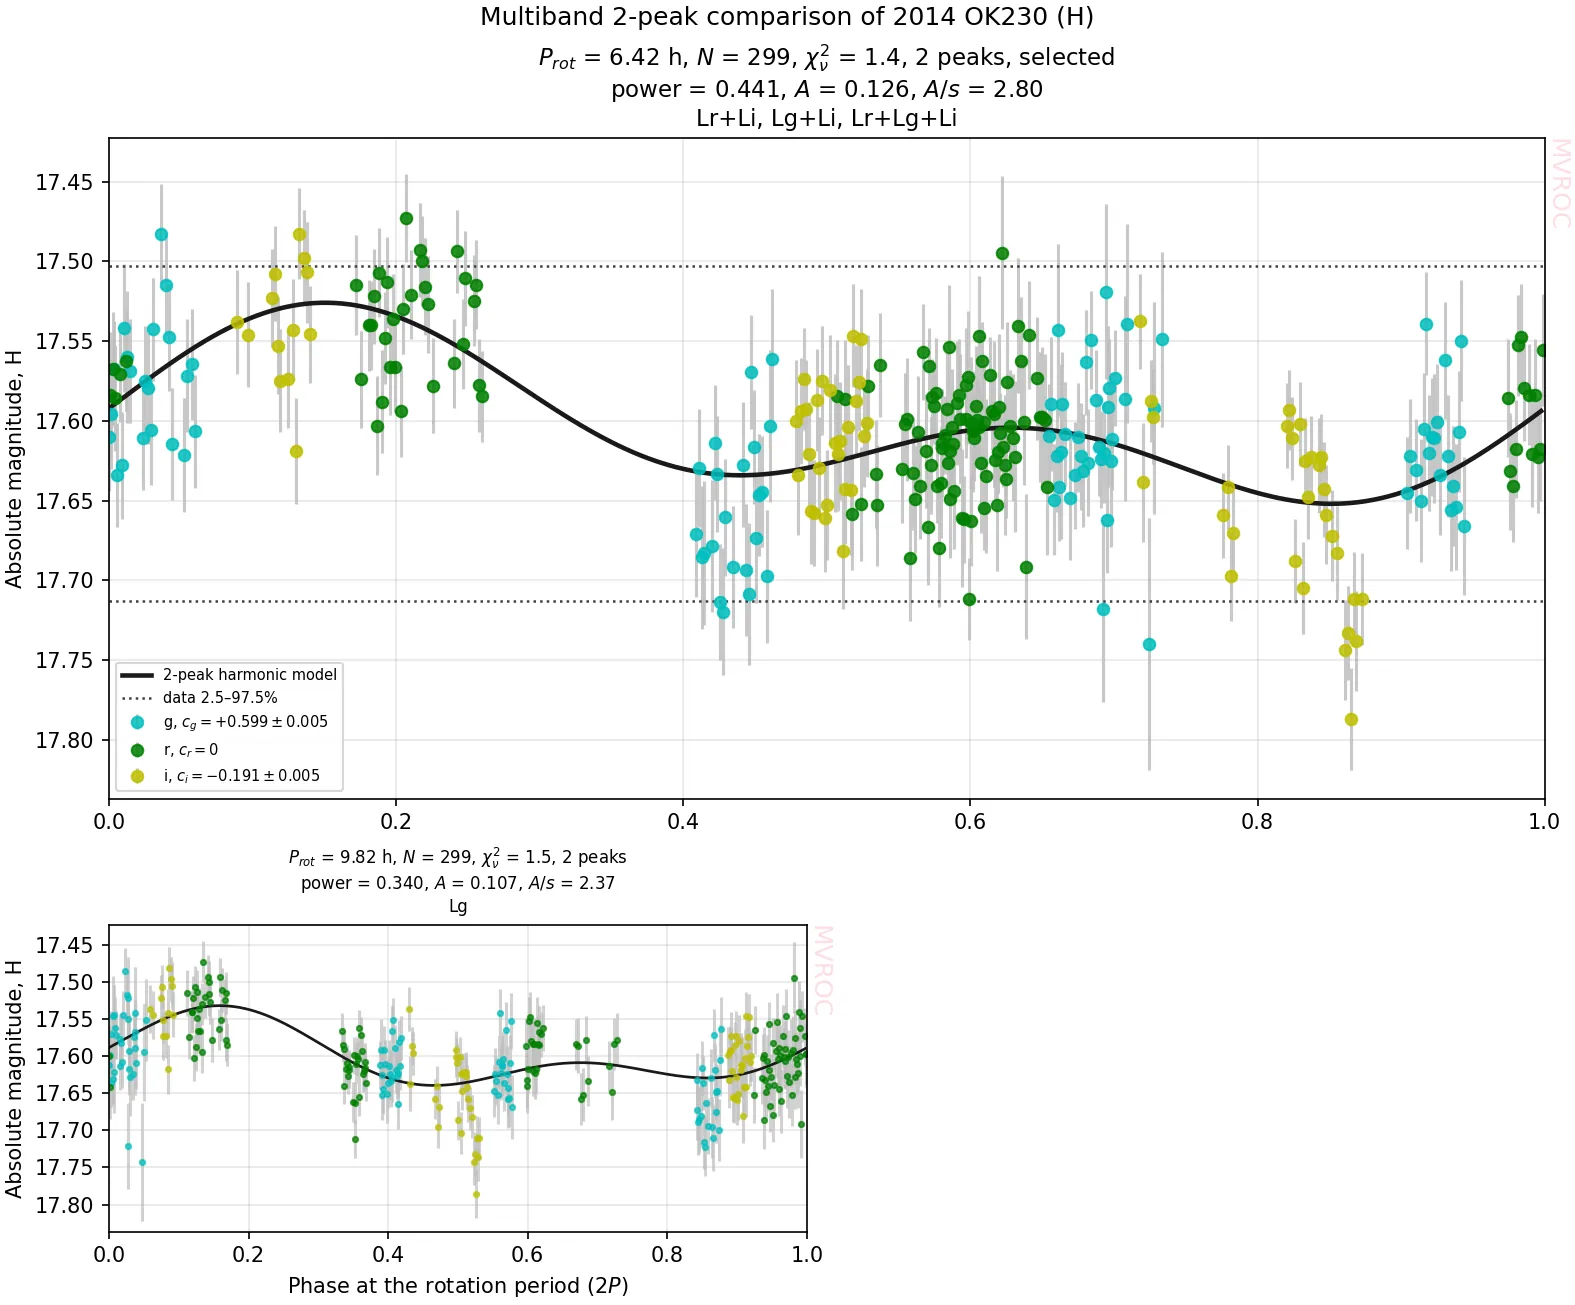 Multiband 2-peak comparison of 2014 OK230 (H)
P_rot = 6.42 h, N = 299, χ²_ν = 1.4, 2 peaks, selected
power = 0.441, A = 0.126, A/s = 2.80
Lr+Li, Lg+Li, Lr+Lg+Li
MVROC
Absolute magnitude, H
17.45
17.50
17.55
17.60
17.65
17.70
17.75
17.80
2-peak harmonic model
data 2.5–97.5%
g, c_g = +0.599 ± 0.005
r, c_r = 0
i, c_i = −0.191 ± 0.005
0.0 0.2 0.4 0.6 0.8 1.0
P_rot = 9.82 h, N = 299, χ²_ν = 1.5, 2 peaks
power = 0.340, A = 0.107, A/s = 2.37
Lg
MVROC
Absolute magnitude, H
17.45
17.50
17.55
17.60
17.65
17.70
17.75
17.80
0.0 0.2 0.4 0.6 0.8 1.0
Phase at the rotation period (2P)